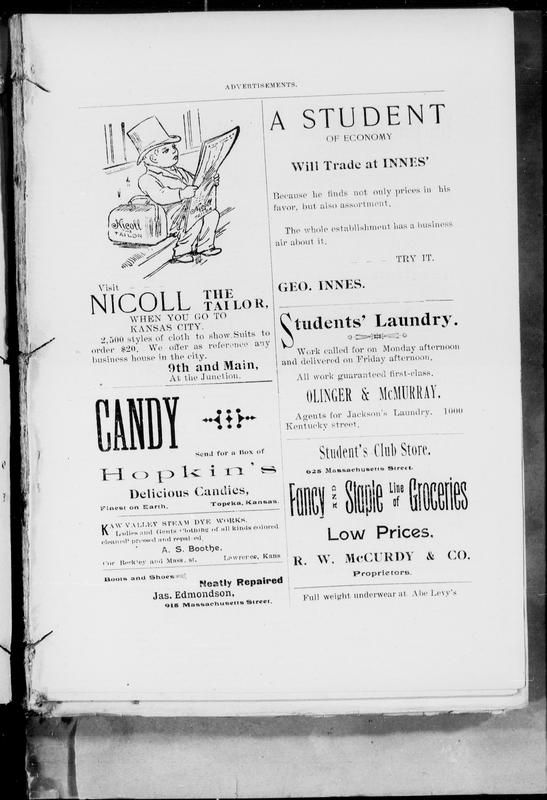 ADVERTISEMENTS.
Nicoll
THE
TAILOR
Visit
NICOLL THE TAILOR,
WHEN YOU GO TO
KANSAS CITY.
2,500 styles of cloth to show. Suits to
order $20. We offer as reference any
business house in the city.
9th and Main,
At the Junction.
CANDY
Send for a Box of
Hopkin's
Delicious Candies,
Finest on Earth. Topeka, Kansas.
KAW VALLEY STEAM DYE WORKS.
Ladies and Gents Clothing of all kinds colored
cleaned pressed and repaired.
A. S. Boothe,
Cor Berkley and Mass. st. Lawrence, Kans
Boots and Shoes
Neatly Repaired
Jas. Edmondson,
915 Massachusetts Street.
A STUDENT
OF ECONOMY
Will Trade at INNES'
Because he finds not only prices in his
favor, but also assortment.
The whole establishment has a business
air about it.
TRY IT.
GEO. INNES.
Students' Laundry.
Work called for on Monday afternoon
and delivered on Friday afternoon.
All work guaranteed first-class.
OLINGER & McMURRAY.
Agents for Jackson's Laundry. 1000
Kentucky street.
Student's Club Store.
625 Massachusetts Street.
Fancy AND Staple Line of Groceries
Low Prices.
R. W. McCURDY & CO.
Proprietors.
Full weight underwear at Abe Levy's